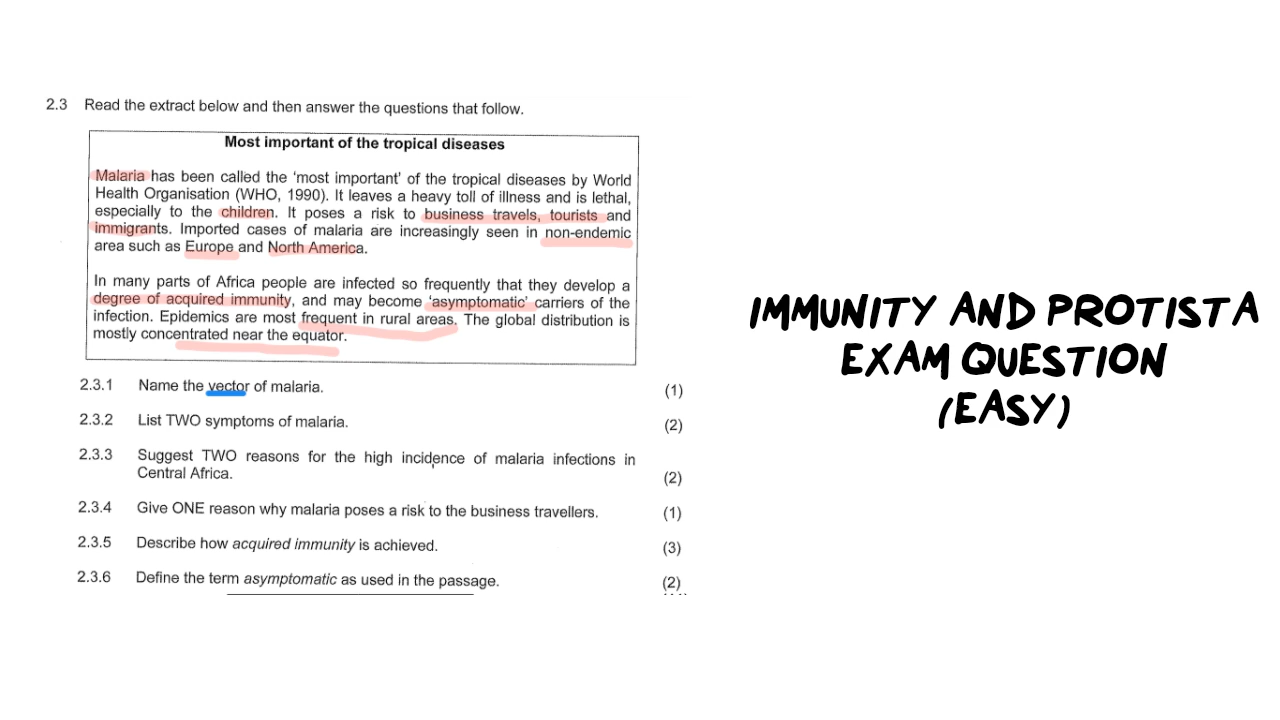 2.3 Read the extract below and then answer the questions that follow.
Most important of the tropical diseases
Malaria has been called the ‘most important’ of the tropical diseases by World
Health Organisation (WHO, 1990). It leaves a heavy toll of illness and is lethal,
especially to the children. It poses a risk to business travels, tourists and
immigrants. Imported cases of malaria are increasingly seen in non-endemic
area such as Europe and North America.
In many parts of Africa people are infected so frequently that they develop a
degree of acquired immunity, and may become ‘asymptomatic’ carriers of the
infection. Epidemics are most frequent in rural areas. The global distribution is
mostly concentrated near the equator.
2.3.1 Name the vector of malaria. (1)
2.3.2 List TWO symptoms of malaria. (2)
2.3.3 Suggest TWO reasons for the high incidence of malaria infections in
Central Africa. (2)
2.3.4 Give ONE reason why malaria poses a risk to the business travellers. (1)
2.3.5 Describe how acquired immunity is achieved. (3)
2.3.6 Define the term asymptomatic as used in the passage. (2)
IMMUNITY AND PROTISTA
EXAM QUESTION
(EASY)